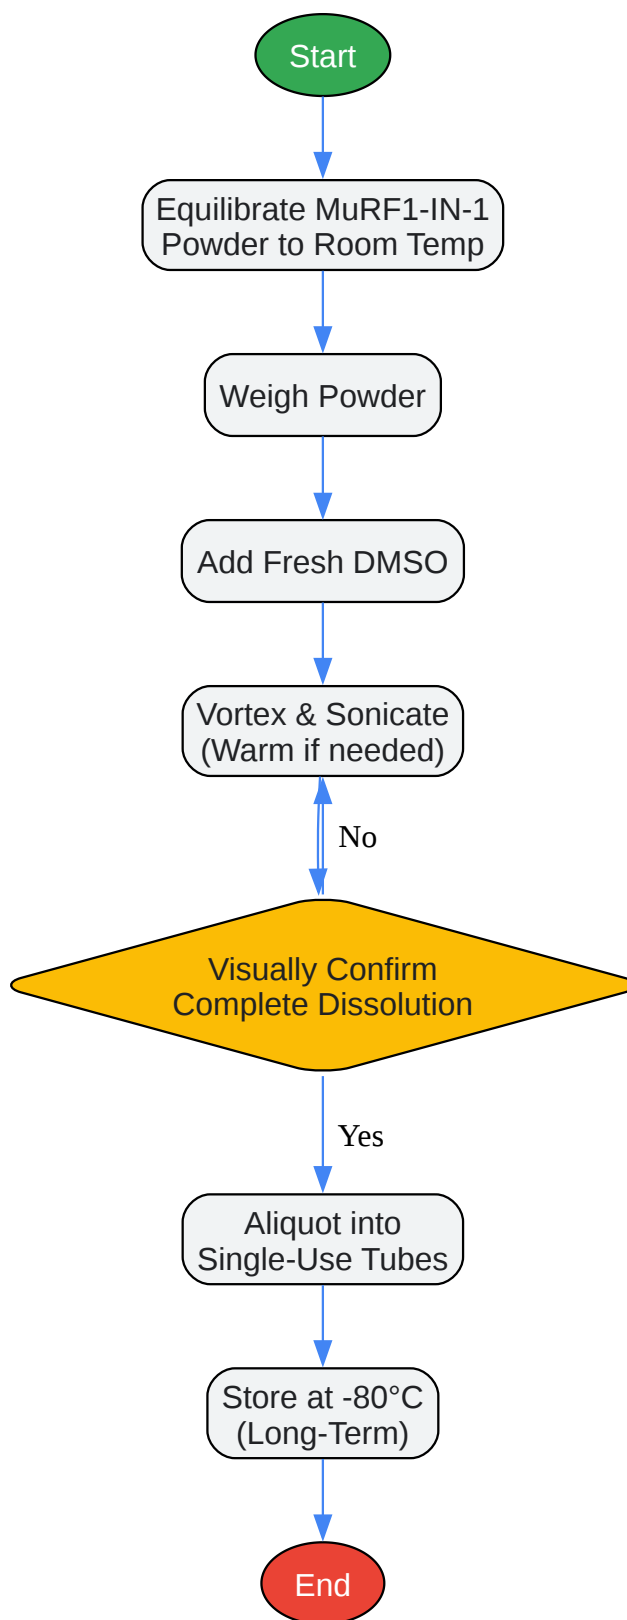 Start
Equilibrate MuRF1-IN-1
Powder to Room Temp
Weigh Powder
Add Fresh DMSO
Vortex & Sonicate
(Warm if needed)
No
Visually Confirm
Complete Dissolution
Yes
Aliquot into
Single-Use Tubes
Store at -80°C
(Long-Term)
End